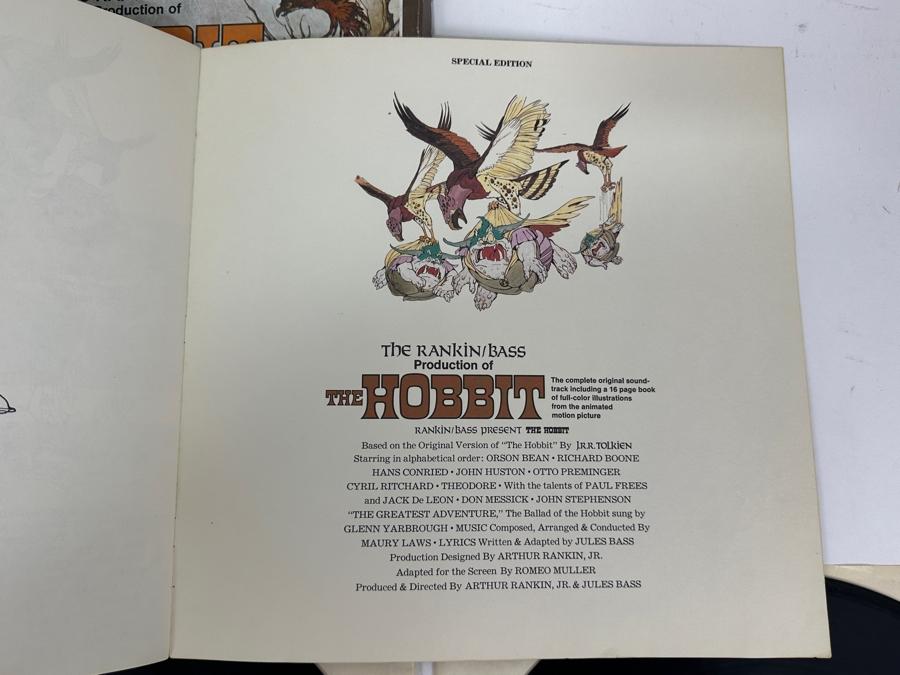 Production of
SPECIAL EDITION
THE RANKIN/BASS
Production of
THE HOBBIT
The complete original sound-
track including a 16 page book
of full-color illustrations
from the animated
motion picture
RANKIN/BASS PRESENT THE HOBBIT
Based on the Original Version of "The Hobbit" By J.R.R. TOLKIEN
Starring in alphabetical order: ORSON BEAN • RICHARD BOONE
HANS CONRIED • JOHN HUSTON • OTTO PREMINGER
CYRIL RITCHARD • THEODORE • With the talents of PAUL FREES
and JACK De LEON • DON MESSICK • JOHN STEPHENSON
"THE GREATEST ADVENTURE," The Ballad of the Hobbit sung by
GLENN YARBROUGH • MUSIC Composed, Arranged & Conducted By
MAURY LAWS • LYRICS Written & Adapted by JULES BASS
Production Designed By ARTHUR RANKIN, JR.
Adapted for the Screen By ROMEO MULLER
Produced & Directed By ARTHUR RANKIN, JR. & JULES BASS